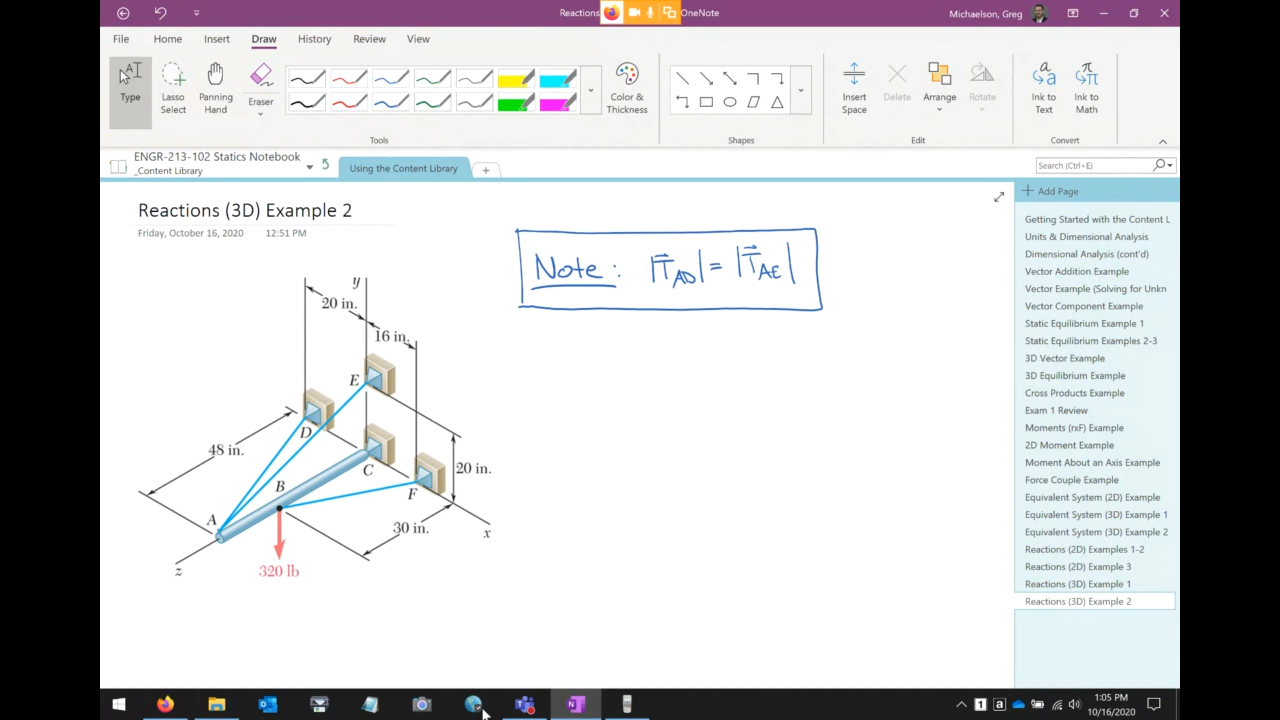 Reactions OneNote
Michaelson, Greg
File Home Insert Draw History Review View
Type
Lasso Select
Panning Hand
Eraser
Color & Thickness
Insert Space
Delete
Arrange
Rotate
Ink to Text
Ink to Math
Tools Shapes Edit Convert
ENGR-213-102 Statics Notebook
_Content Library
Using the Content Library
Search (Ctrl+E)
Reactions (3D) Example 2
Friday, October 16, 2020 12:51 PM
Note: |T⃗AD| = |T⃗AE|
y
20 in.
16 in.
E
D
48 in.
C
B
20 in.
F
A
30 in.
x
z
320 lb
Add Page
Getting Started with the Content L
Units & Dimensional Analysis
Dimensional Analysis (cont'd)
Vector Addition Example
Vector Example (Solving for Unkn
Vector Component Example
Static Equilibrium Example 1
Static Equilibrium Examples 2-3
3D Vector Example
3D Equilibrium Example
Cross Products Example
Exam 1 Review
Moments (rxF) Example
2D Moment Example
Moment About an Axis Example
Force Couple Example
Equivalent System (2D) Example
Equivalent System (3D) Example 1
Equivalent System (3D) Example 2
Reactions (2D) Examples 1-2
Reactions (2D) Example 3
Reactions (3D) Example 1
Reactions (3D) Example 2
1:05 PM
10/16/2020